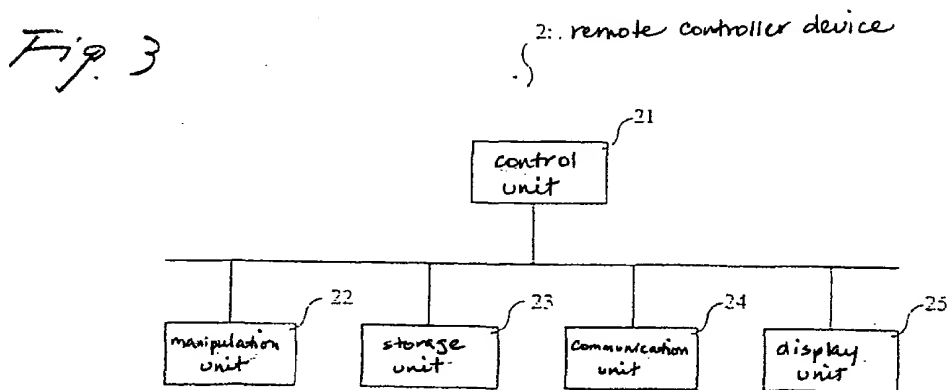 Fig. 3
2: remote controller device
21
control
unit
22
23
24
25
manipulation
unit
storage
unit
communication
unit
display
unit